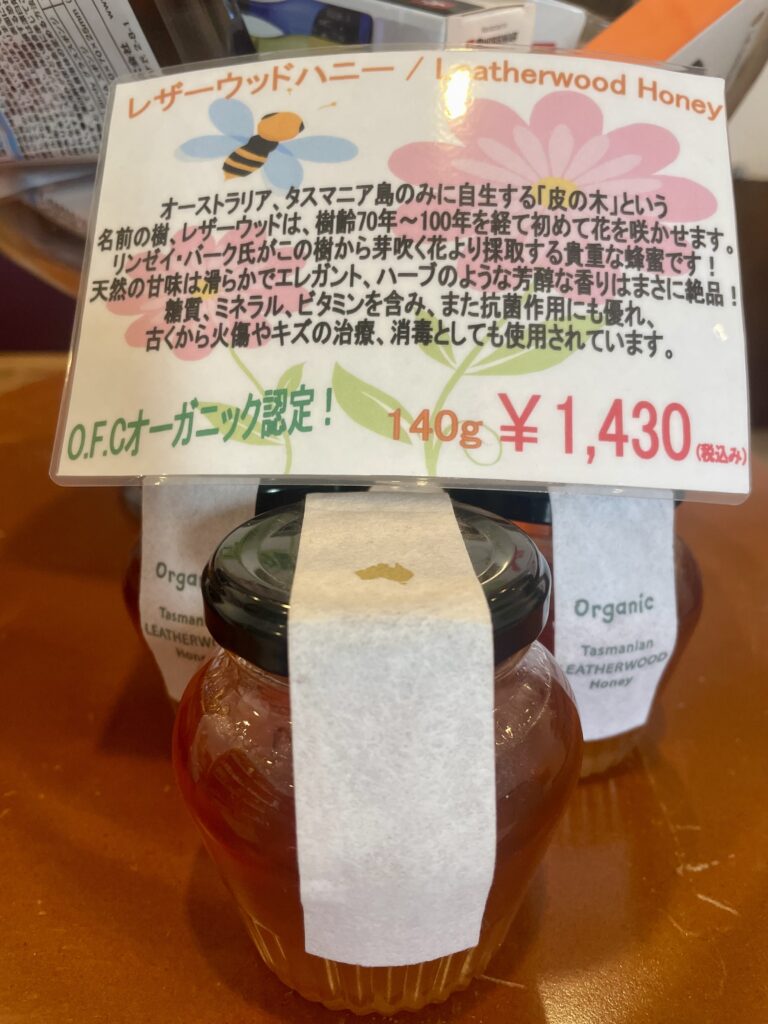 レザーウッドハニー / Leatherwood Honey
オーストラリア、タスマニア島のみに自生する「皮の木」という
名前の樹、レザーウッドは、樹齢70年～100年を経て初めて花を咲かせます。
リンゼイ・バーク氏がこの樹から芽吹く花より採取する貴重な蜂蜜です！
天然の甘味は滑らかでエレガント、ハーブのような芳醇な香りはまさに絶品！
糖質、ミネラル、ビタミンを含み、また抗菌作用にも優れ、
古くから火傷やキズの治療、消毒としても使用されています。
O.F.Cオーガニック認定！ 140g ￥1,430 (税込み)
Organic
Tasmanian
LEATHERWOOD
Honey